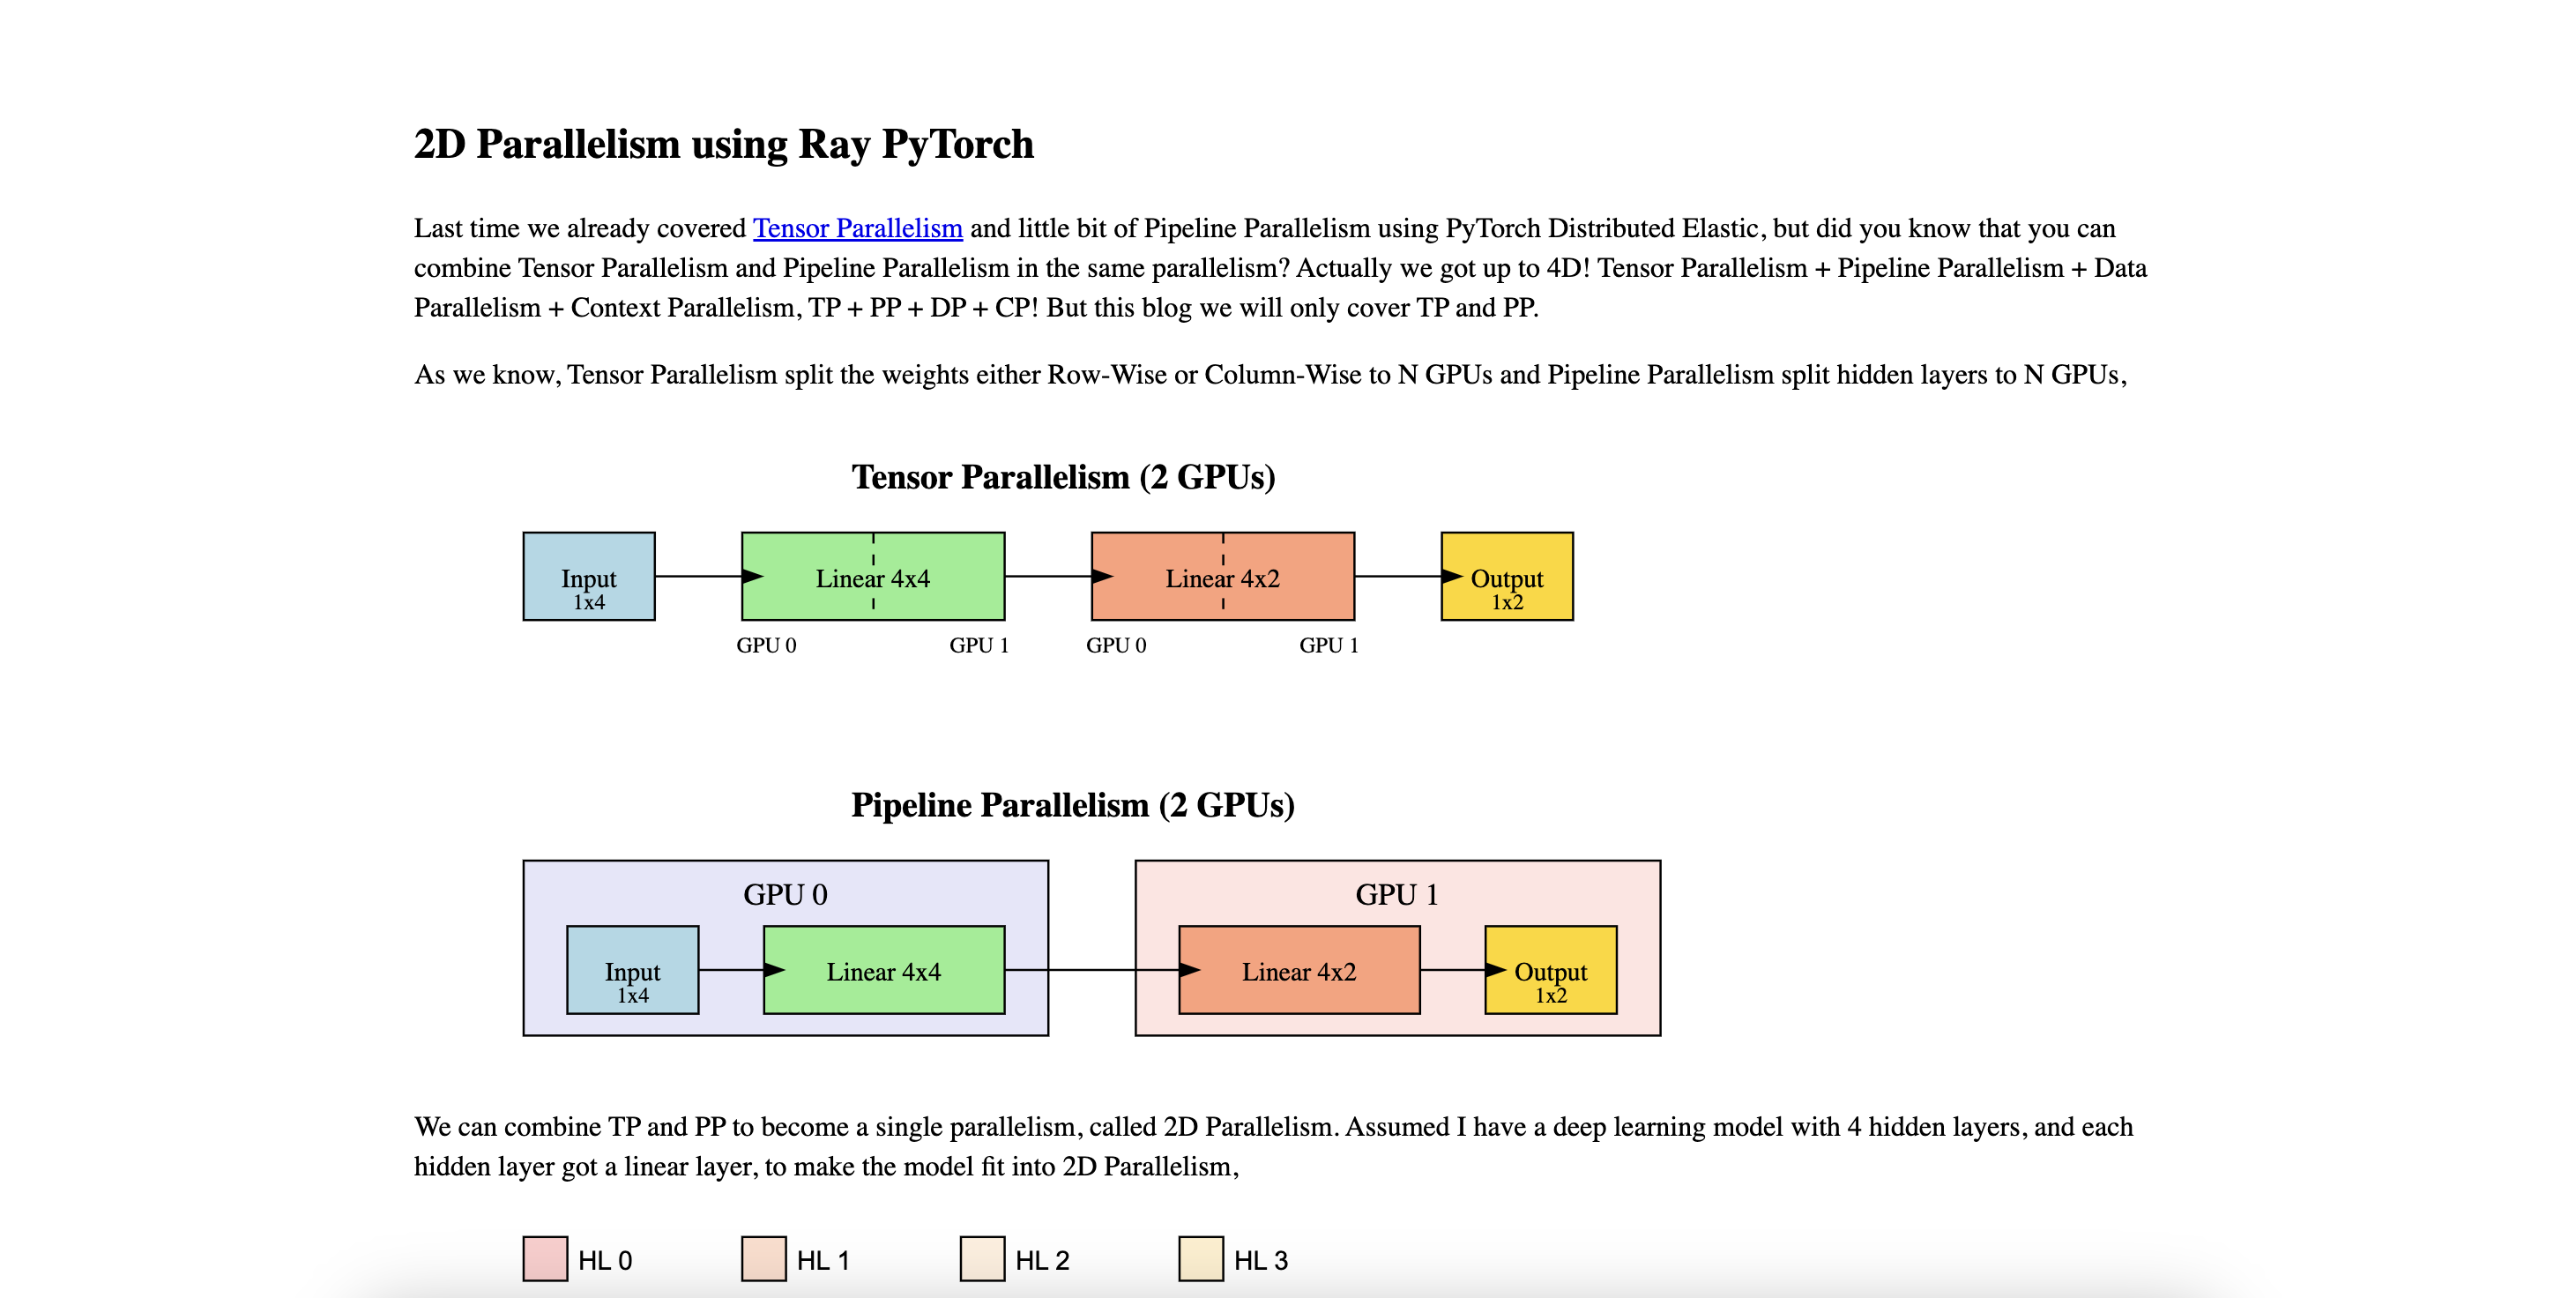 2D Parallelism using Ray PyTorch
Last time we already covered Tensor Parallelism and little bit of Pipeline Parallelism using PyTorch Distributed Elastic, but did you know that you can
combine Tensor Parallelism and Pipeline Parallelism in the same parallelism? Actually we got up to 4D! Tensor Parallelism + Pipeline Parallelism + Data
Parallelism + Context Parallelism, TP + PP + DP + CP! But this blog we will only cover TP and PP.
As we know, Tensor Parallelism split the weights either Row-Wise or Column-Wise to N GPUs and Pipeline Parallelism split hidden layers to N GPUs,
Tensor Parallelism (2 GPUs)
Input
1x4
Linear 4x4
Linear 4x2
Output
1x2
GPU 0
GPU 1
GPU 0
GPU 1
Pipeline Parallelism (2 GPUs)
GPU 0
Input
1x4
Linear 4x4
GPU 1
Linear 4x2
Output
1x2
We can combine TP and PP to become a single parallelism, called 2D Parallelism. Assumed I have a deep learning model with 4 hidden layers, and each
hidden layer got a linear layer, to make the model fit into 2D Parallelism,
HL 0
HL 1
HL 2
HL 3